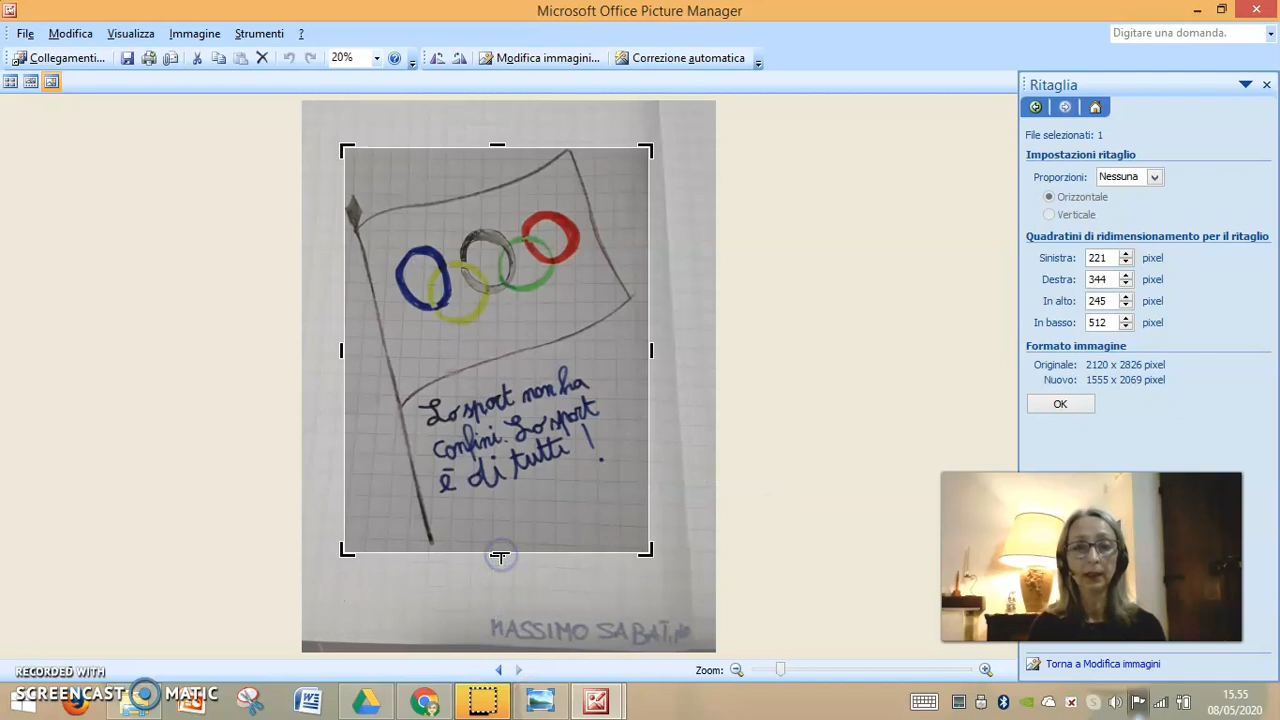 Microsoft Office Picture Manager
File Modifica Visualizza Immagine Strumenti ?
Digitare una domanda.
Collegamenti... 20% Modifica immagini... Correzione automatica
Ritaglia
File selezionati: 1
Impostazioni ritaglio
Proporzioni: Nessuna
Orizzontale
Verticale
Quadratini di ridimensionamento per il ritaglio
Sinistra: 221 pixel
Destra: 344 pixel
In alto: 245 pixel
In basso: 512 pixel
Formato immagine
Originale: 2120 x 2826 pixel
Nuovo: 1555 x 2069 pixel
OK
Lo sport non ha
confini. Lo sport
è di tutti!
MASSIMO
Torna a Modifica immagini
Zoom:
RECORDED WITH
SCREENCAST MATIC
15.55
08/05/2020